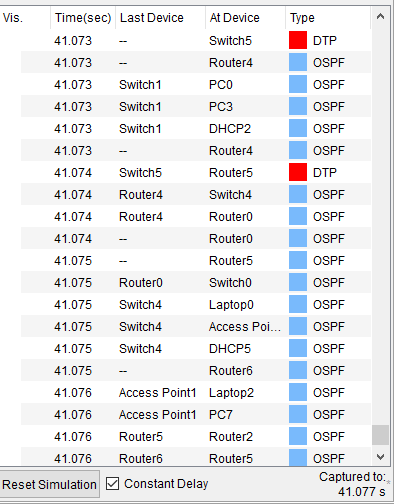 Vis. Time(sec) Last Device At Device Type
41.073 -- Switch5 DTP
41.073 -- Router4 OSPF
41.073 Switch1 PC0 OSPF
41.073 Switch1 PC3 OSPF
41.073 Switch1 DHCP2 OSPF
41.073 -- Router4 OSPF
41.074 Switch5 Router5 DTP
41.074 Router4 Switch4 OSPF
41.074 Router4 Router0 OSPF
41.074 -- Router0 OSPF
41.075 -- Router5 OSPF
41.075 Router0 Switch0 OSPF
41.075 Switch4 Laptop0 OSPF
41.075 Switch4 Access Poi... OSPF
41.075 Switch4 DHCP5 OSPF
41.075 -- Router6 OSPF
41.076 Access Point1 Laptop2 OSPF
41.076 Access Point1 PC7 OSPF
41.076 Router5 Router2 OSPF
41.076 Router6 Router5 OSPF
Reset Simulation Constant Delay Captured to:
41.077 s